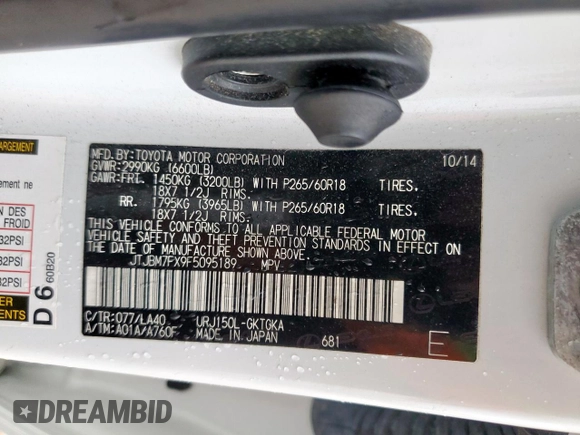 MFD.BY:TOYOTA MOTOR CORPORATION 10/14
GVWR:2990KG (6600LB)
GAWR:FRT. 1450KG (3200LB) WITH P265/60R18 TIRES.
18X7 1/2J RIMS.
RR. 1795KG (3965LB) WITH P265/60R18 TIRES.
18X7 1/2J RIMS.
THIS VEHICLE CONFORMS TO ALL APPLICABLE FEDERAL MOTOR
VEHICLE SAFETY AND THEFT PREVENTION STANDARDS IN EFFECT ON
THE DATE OF MANUFACTURE SHOWN ABOVE.
JTJBM7FX9F5095189 MPV
C/TR:077/LA40 URJ150L-GKTGKA
A/TM:A01A/A760F MADE IN JAPAN 681 E
ARGEMENT
ement ne
ON DES
FROID
32PSI
32PSI
32PSI
ER
MENTS
D 6 60B20
DREAMBID